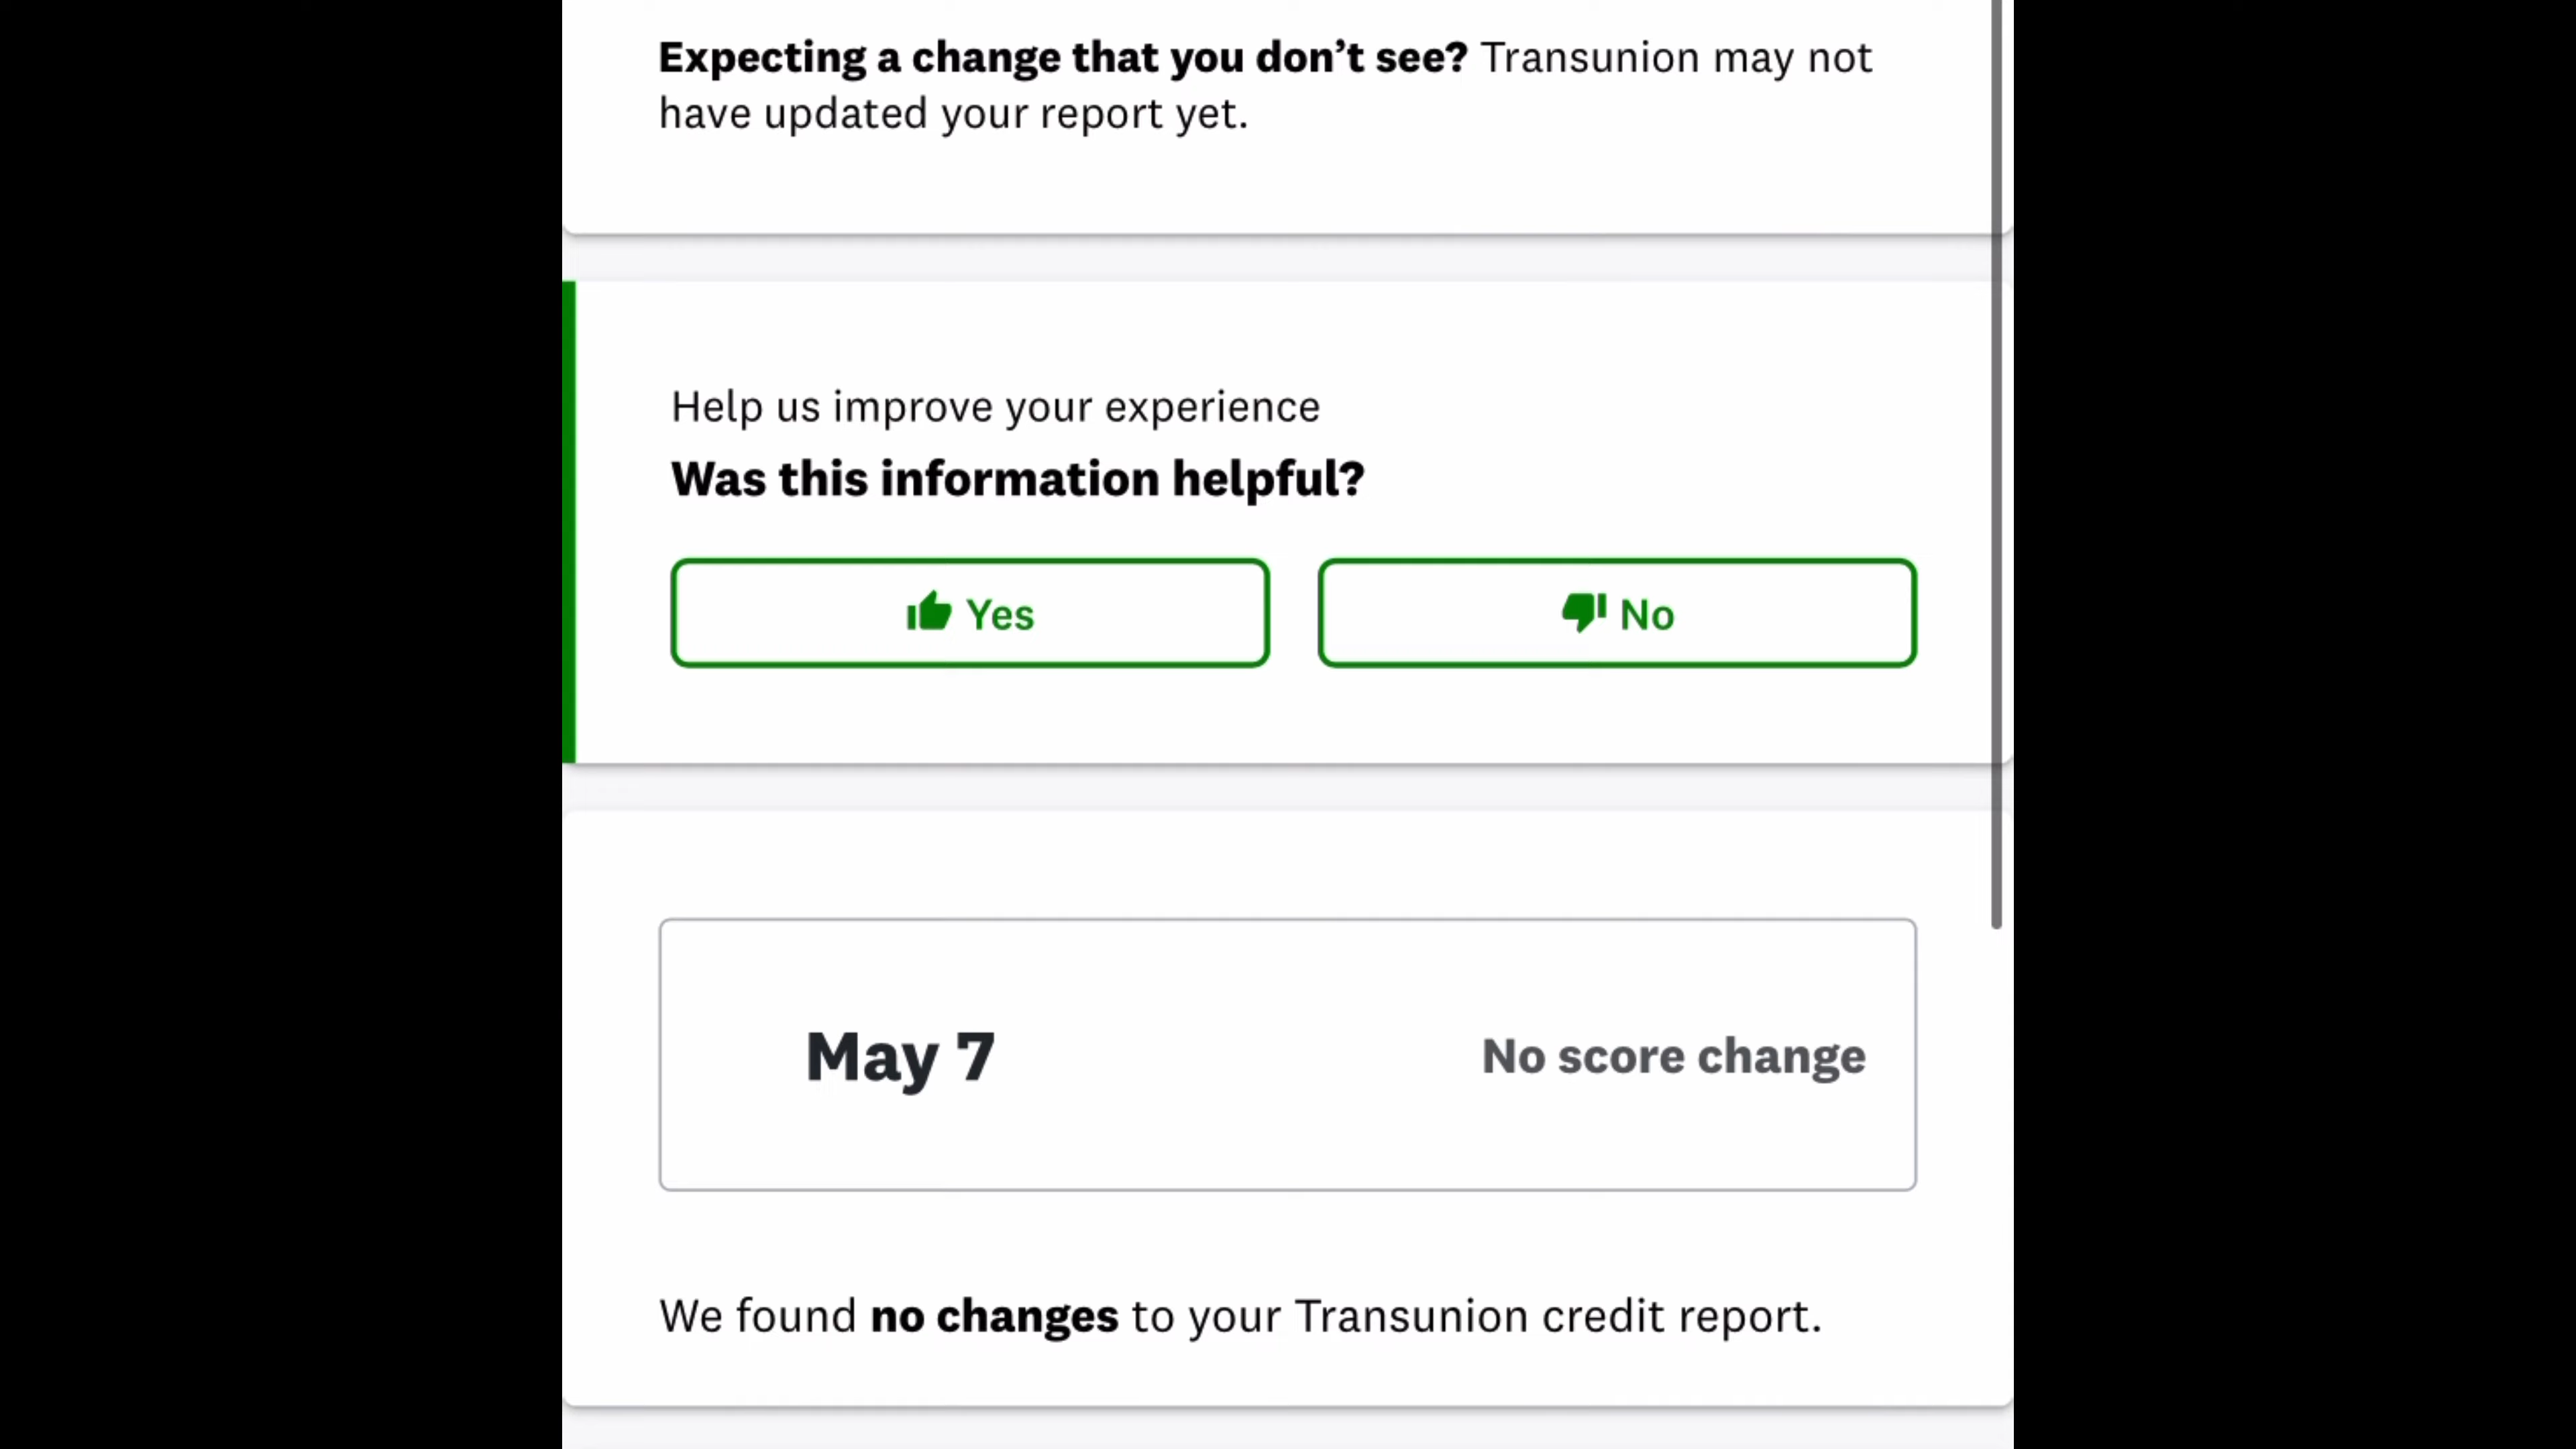 Expecting a change that you don’t see? Transunion may not
have updated your report yet.
Help us improve your experience
Was this information helpful?
Yes
No
May 7
No score change
We found no changes to your Transunion credit report.